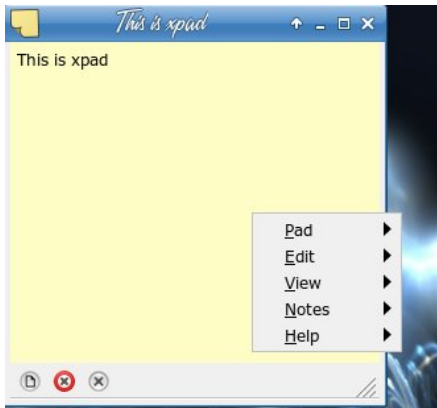 This is xpad
This is xpad
Pad
Edit
View
Notes
Help